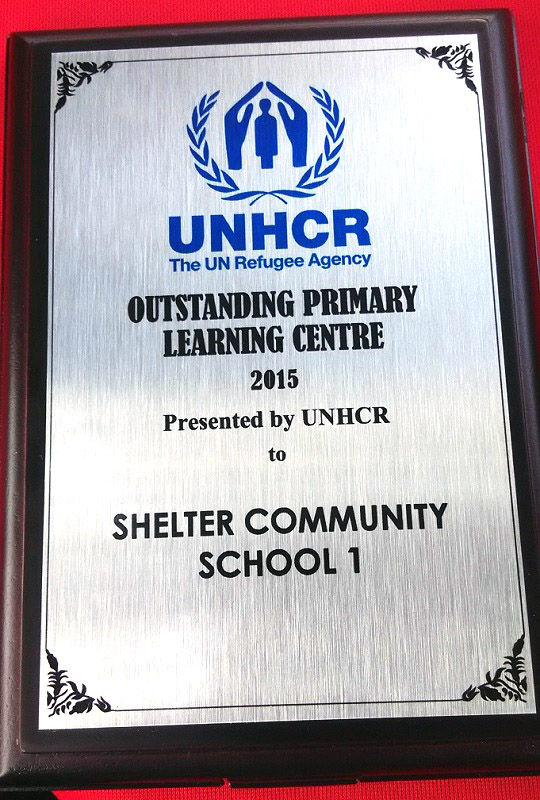 UNHCR
The UN Refugee Agency
OUTSTANDING PRIMARY
LEARNING CENTRE
2015
Presented by UNHCR
to
SHELTER COMMUNITY
SCHOOL 1